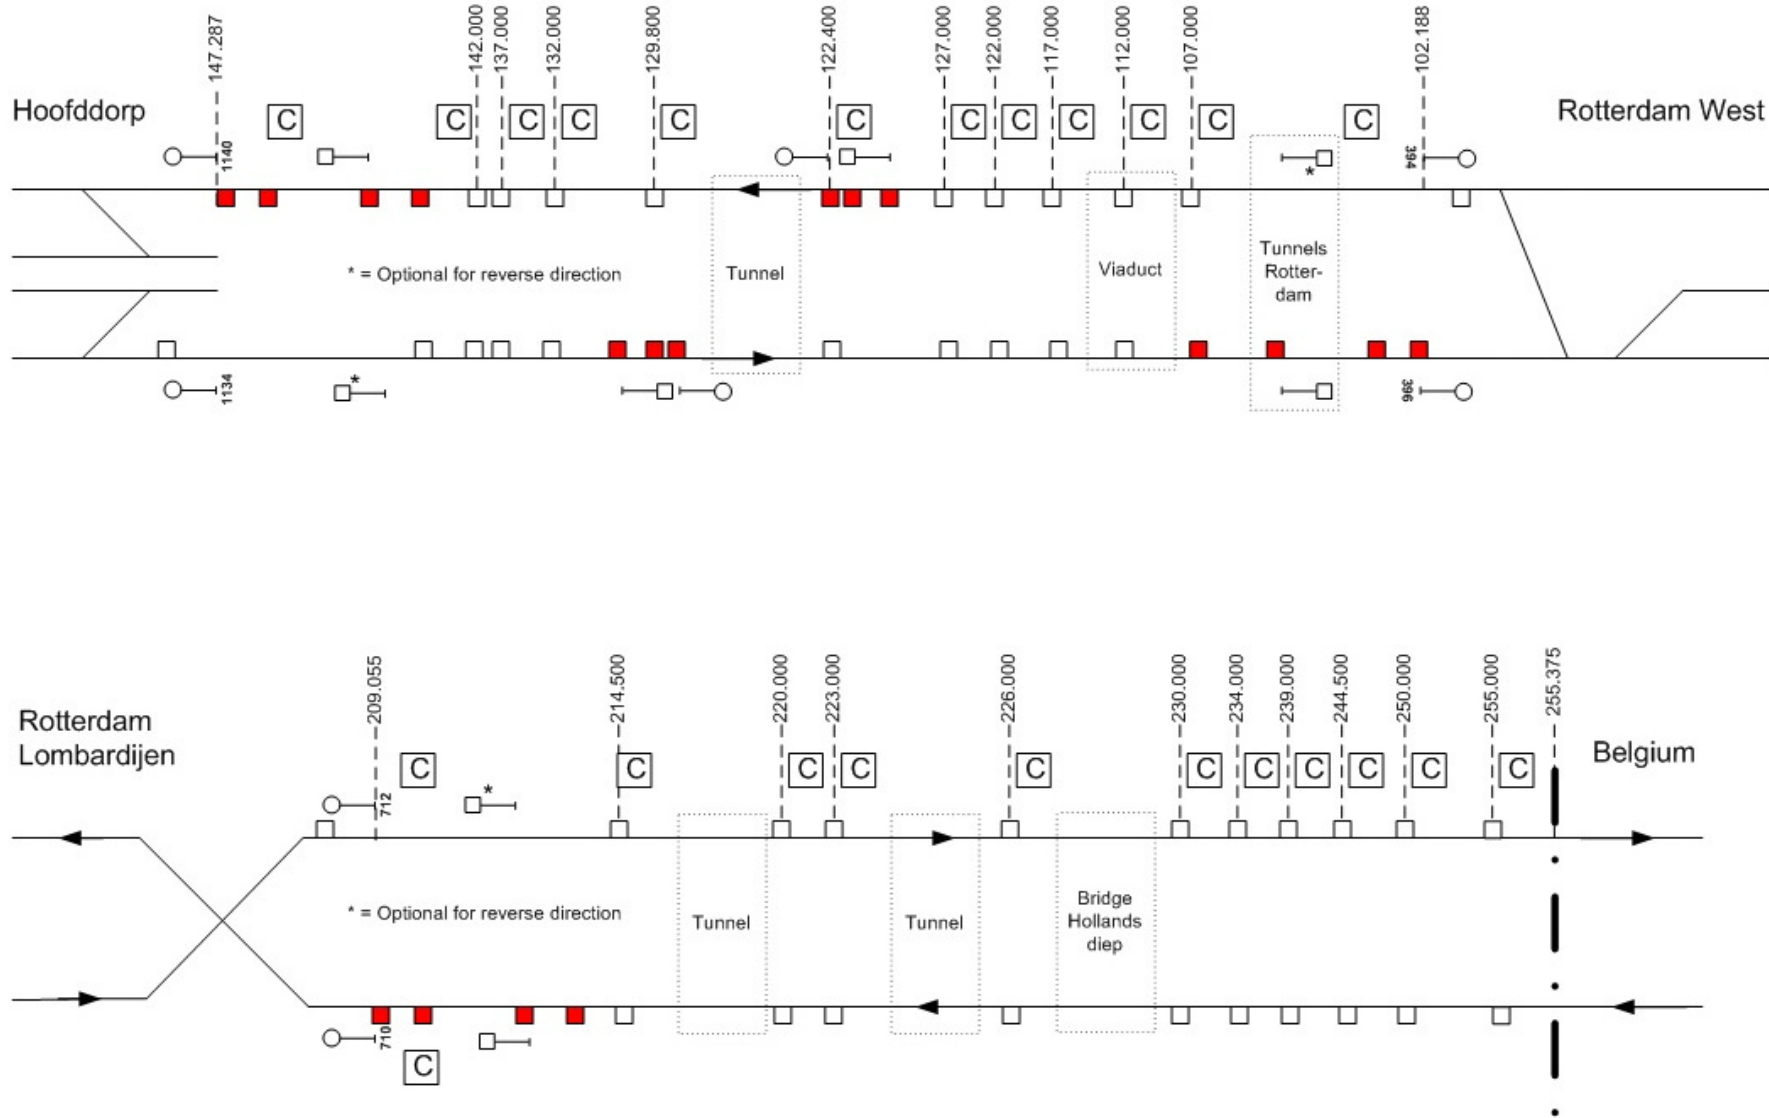 147.287
142.000
137.000
132.000
129.800
122.400
127.000
122.000
117.000
112.000
107.000
102.188
Hoofddorp
C
C
C
C
C
C
C
C
C
C
C
C
Rotterdam West
1140
*
394
* = Optional for reverse direction
Tunnel
Viaduct
Tunnels
Rotter-
dam
1134
*
396
209.055
214.500
220.000
223.000
226.000
230.000
234.000
239.000
244.500
250.000
255.000
255.375
Rotterdam
Lombardijen
C
C
C
C
C
C
C
C
C
C
C
Belgium
712
*
* = Optional for reverse direction
Tunnel
Tunnel
Bridge
Hollands
diep
710
C